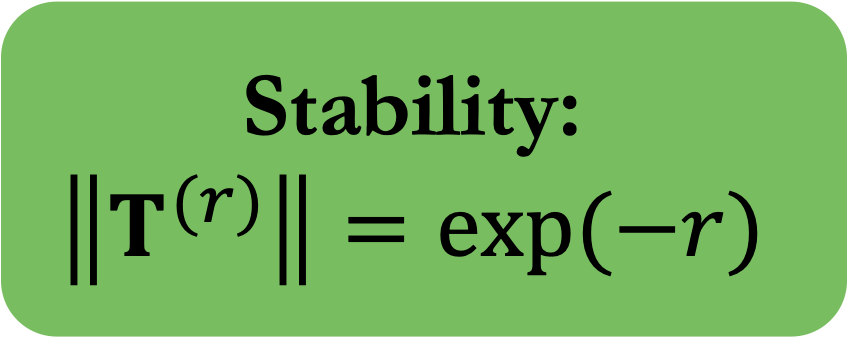 Stability:
‖𝐓⁽ʳ⁾‖ = exp(−𝑟)